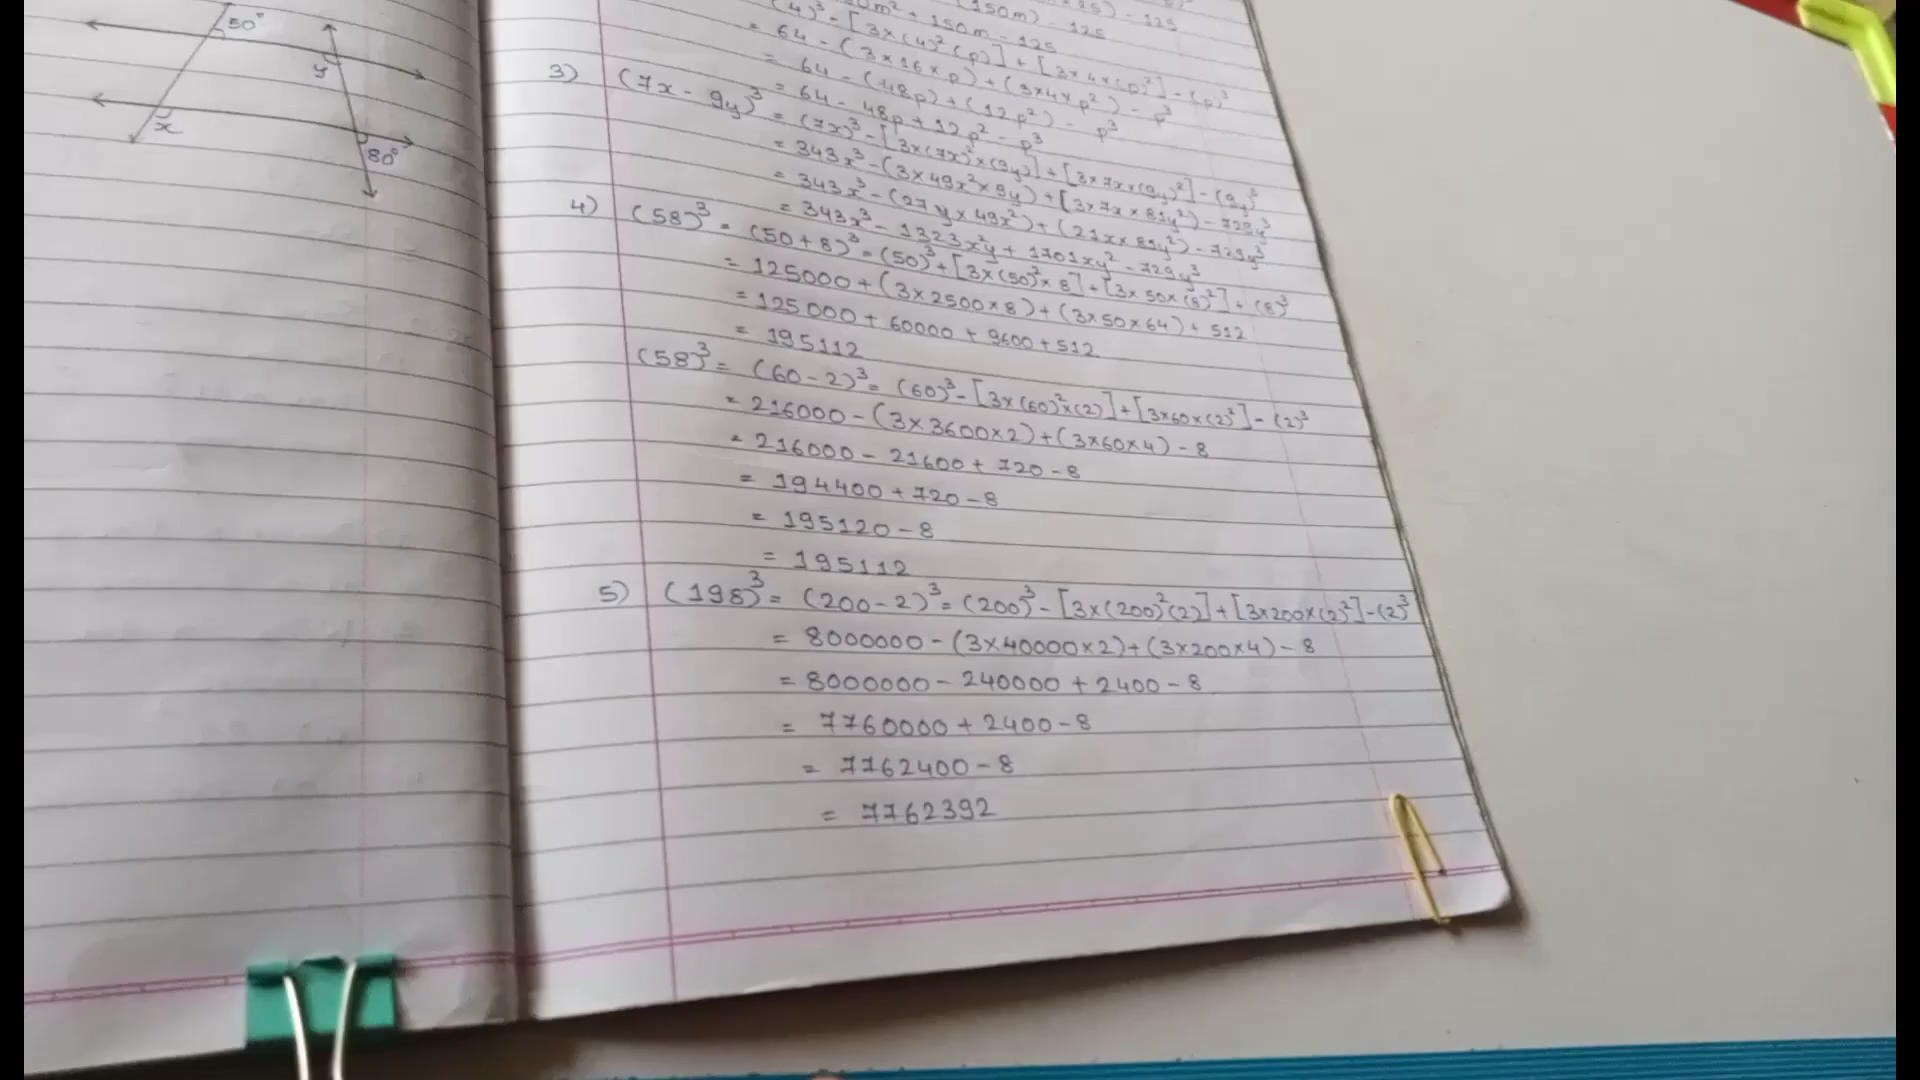 50°
y
x
80°
150m) - 125
+ 150m - 125
(4)³ - [3×(4)²(p)] + [3×4×(p)²] - (p)³
= 64 - (3×16×p) + (3×4×p²) - p³
= 64 - (48p) + (12p²) - p³
= 64 - 48p + 12p² - p³
3) (7x - 9y)³ = (7x)³ - [3×(7x)²×(9y)] + [3×7x×(9y)²] - (9y)³
= 343x³ - (3×49x²×9y) + [3×7x×81y²) - 729y³
= 343x³ - (27y×49x²) + (21x×81y²) - 729y³
= 343x³ - 1323x²y + 1701xy² - 729y³
4) (58)³ = (50+8)³ = (50)³ + [3×(50)²×8] + [3×50×(8)²] + (8)³
= 125000 + (3×2500×8) + (3×50×64) + 512
= 125000 + 60000 + 9600 + 512
= 195112
(58)³ = (60-2)³ = (60)³ - [3×(60)²×(2)] + [3×60×(2)²] - (2)³
= 216000 - (3×3600×2) + (3×60×4) - 8
= 216000 - 21600 + 720 - 8
= 194400 + 720 - 8
= 195120 - 8
= 195112
5) (198)³ = (200-2)³ = (200)³ - [3×(200)²(2)] + [3×200×(2²] - (2)³
= 8000000 - (3×40000×2) + (3×200×4) - 8
= 8000000 - 240000 + 2400 - 8
= 7760000 + 2400 - 8
= 7762400 - 8
= 7762392